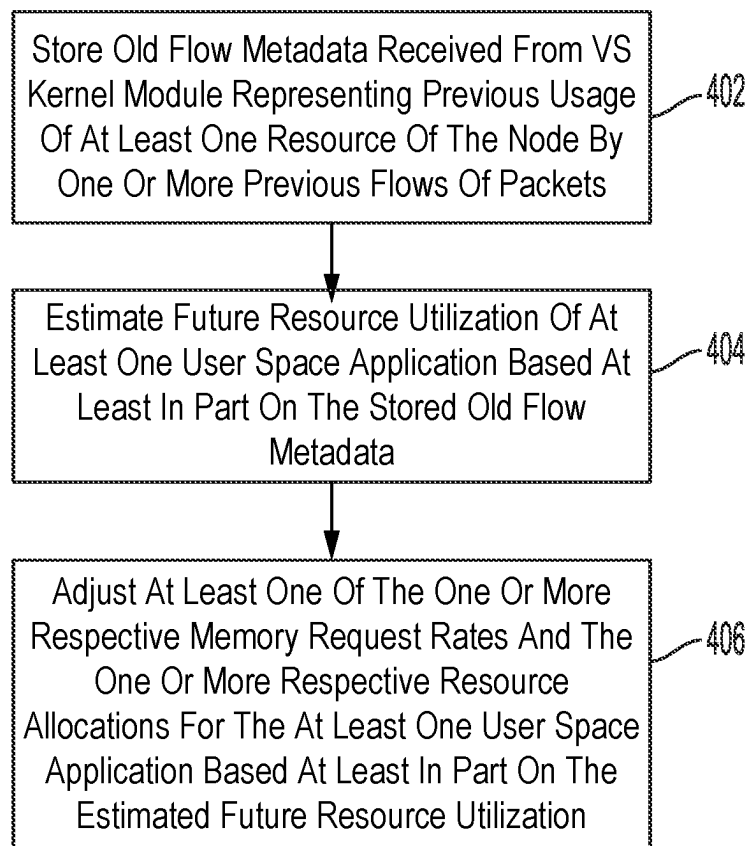 Store Old Flow Metadata Received From VS
Kernel Module Representing Previous Usage
Of At Least One Resource Of The Node By
One Or More Previous Flows Of Packets
402
Estimate Future Resource Utilization Of At
Least One User Space Application Based At
Least In Part On The Stored Old Flow
Metadata
404
Adjust At Least One Of The One Or More
Respective Memory Request Rates And The
One Or More Respective Resource
Allocations For The At Least One User Space
Application Based At Least In Part On The
Estimated Future Resource Utilization
406